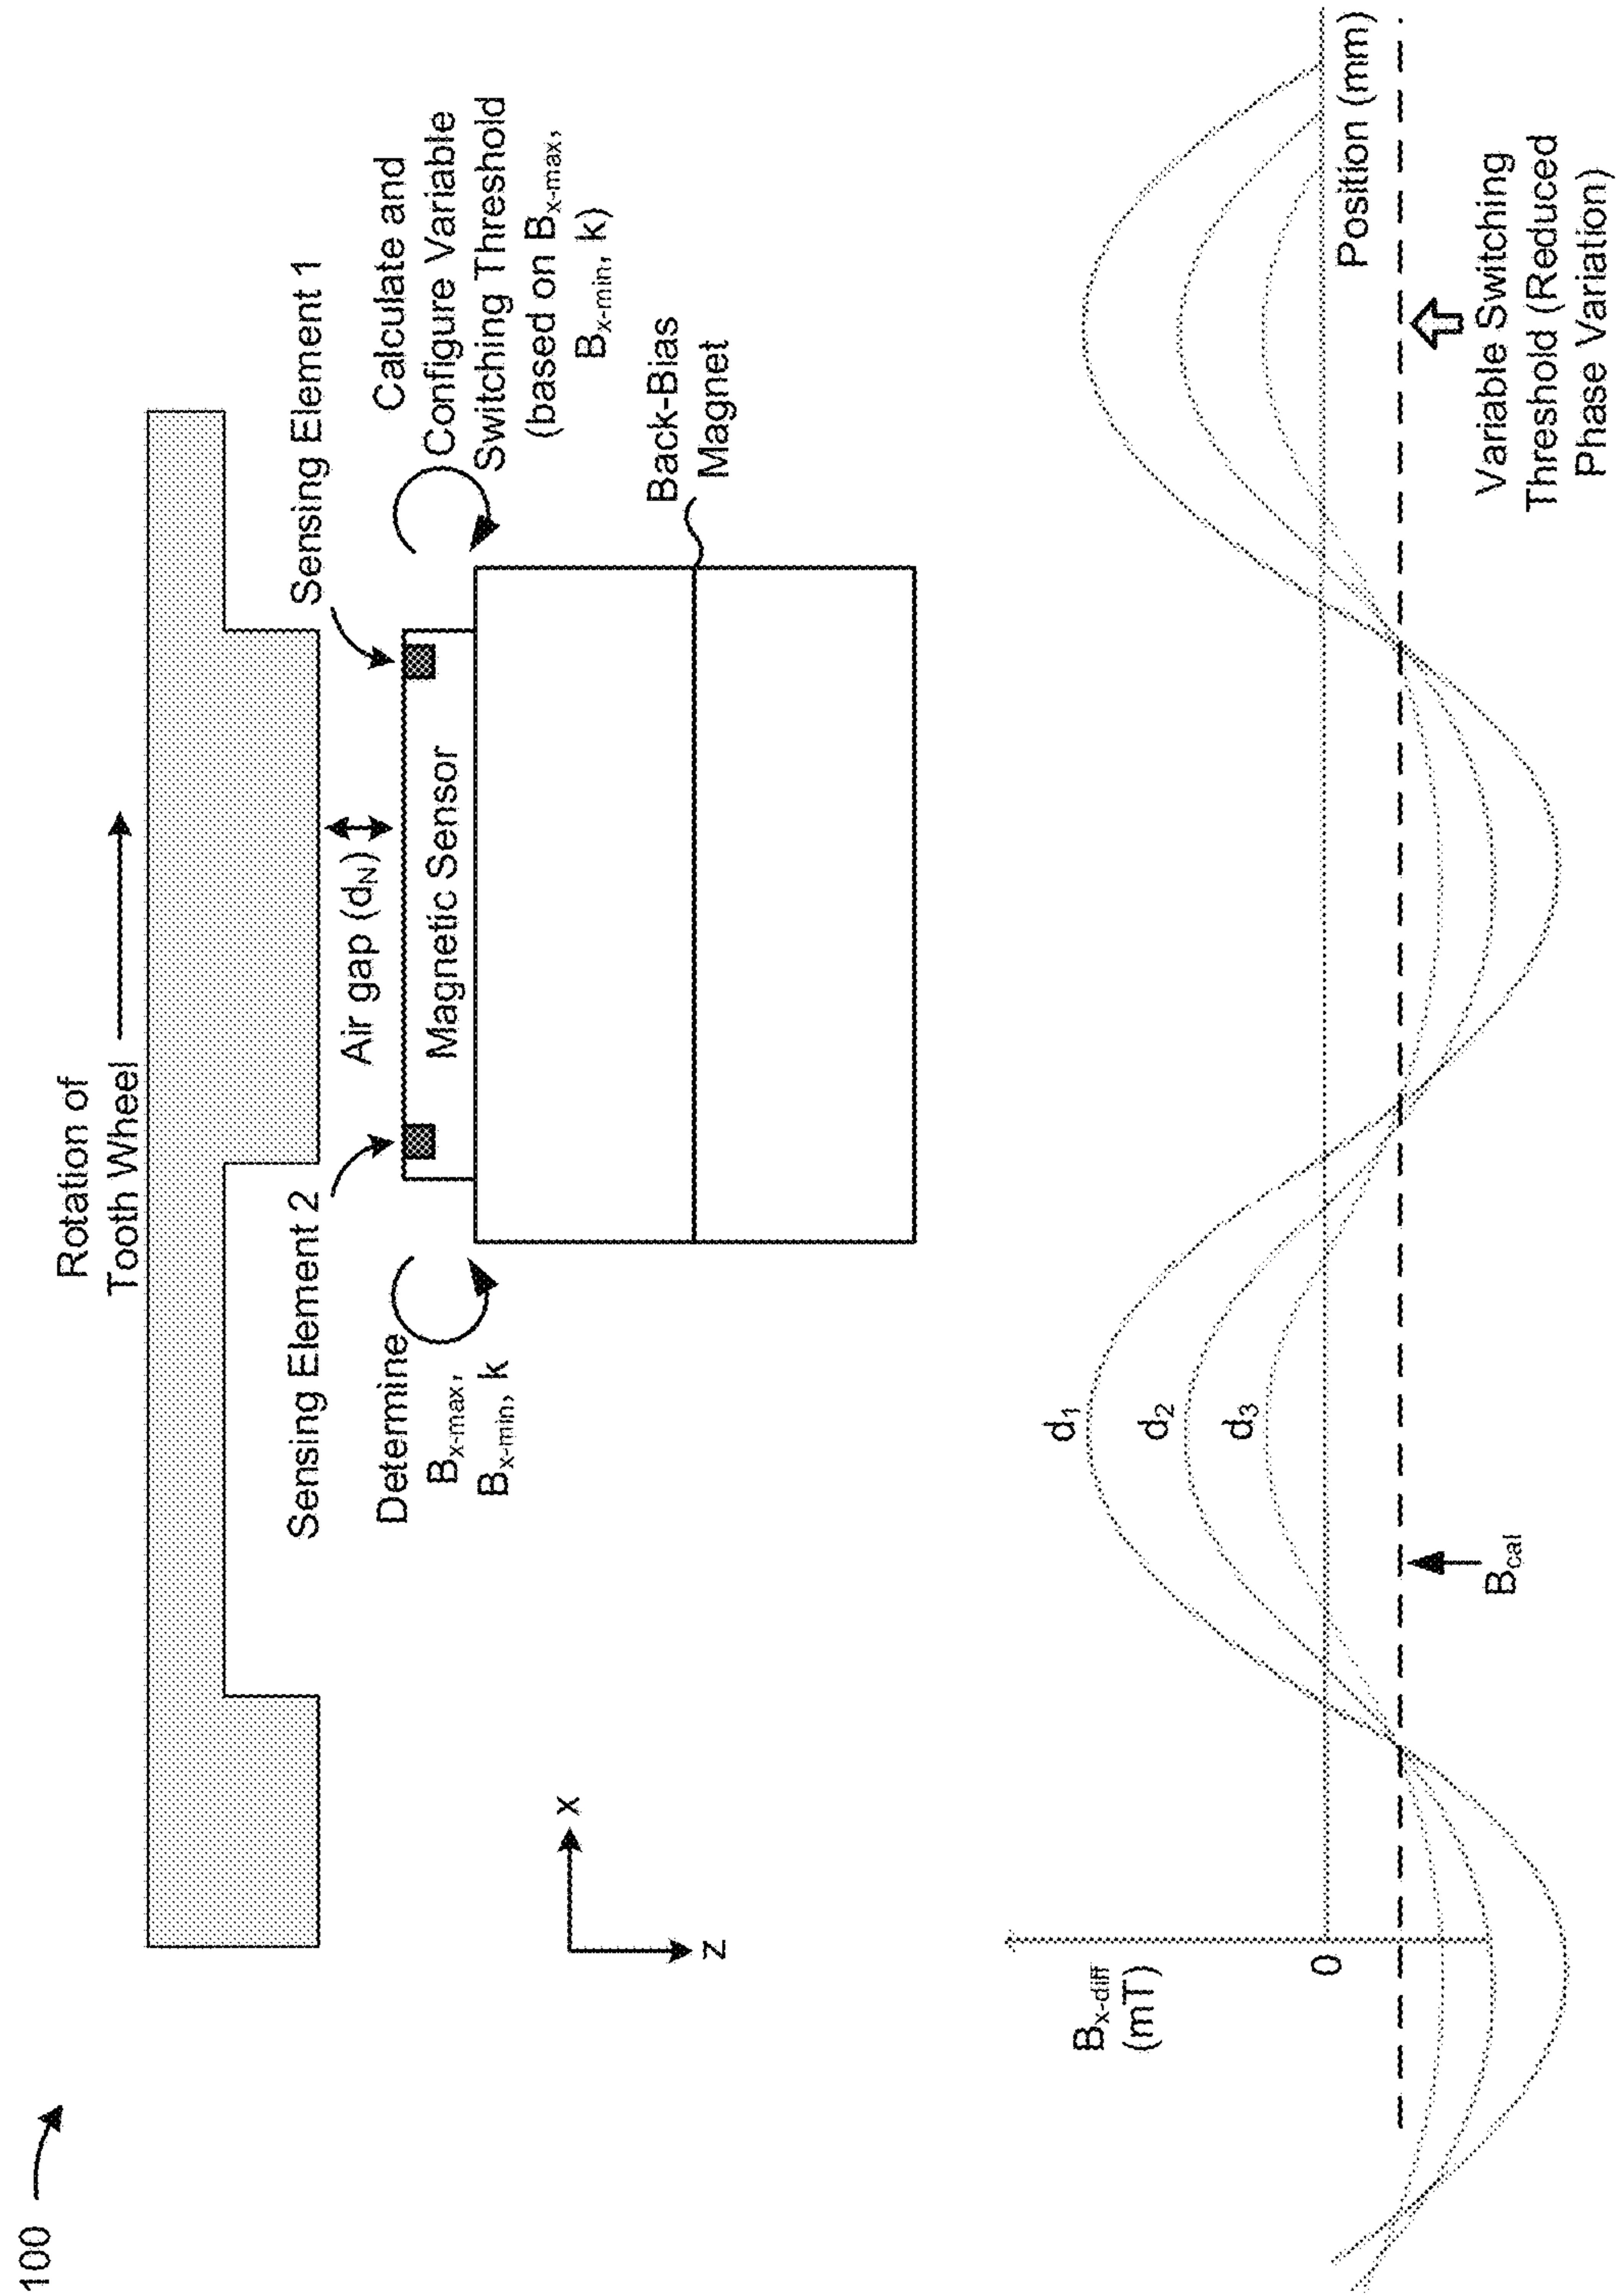 100
Rotation of
Tooth Wheel
Sensing Element 2
Sensing Element 1
Air gap (dN)
Determine
Bx-max,
Bx-min, k
Magnetic Sensor
Calculate and
Configure Variable
Switching Threshold
(based on Bx-max,
Bx-min, k)
Back-Bias
Magnet
x
z
Bx-diff
(mT)
d1
d2
d3
0
Position (mm)
Bcal
Variable Switching
Threshold (Reduced
Phase Variation)